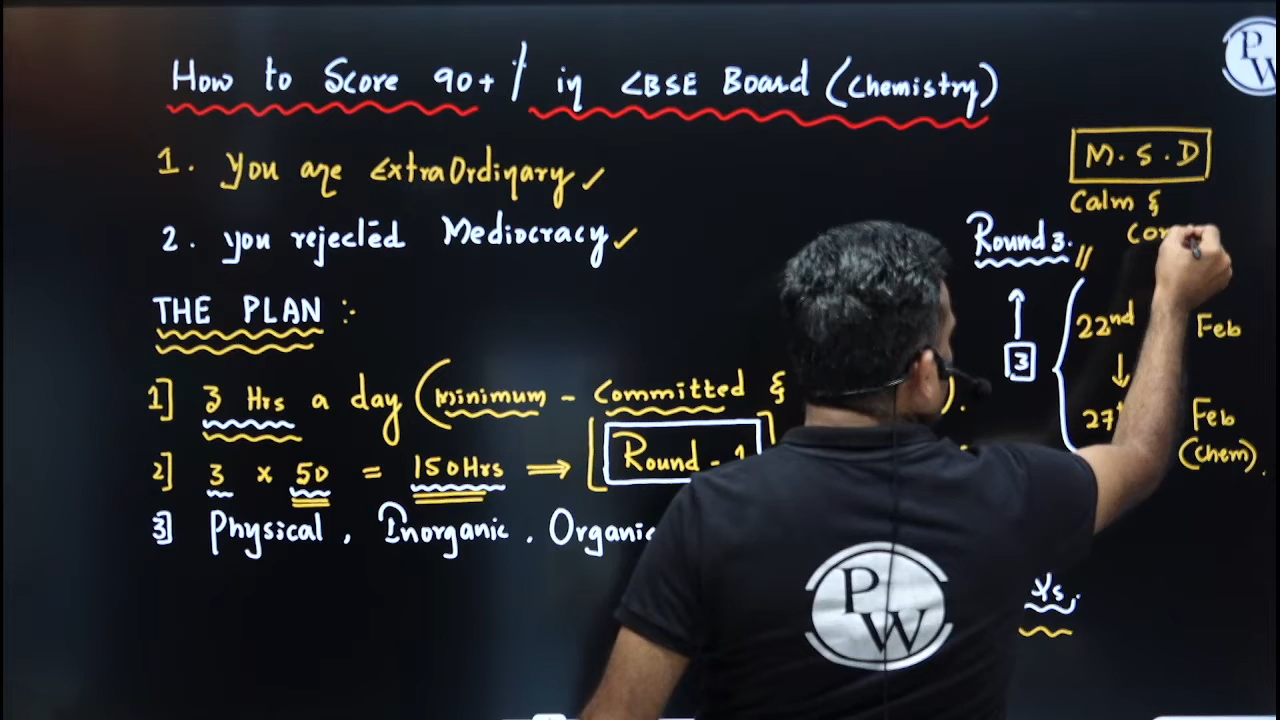 How to Score 90+ % in CBSE Board (Chemistry)
1. You are ExtraOrdinary ✓
2. you rejected Mediocracy ✓
THE PLAN :-
1] 3 Hrs a day (minimum - Committed &
2] 3 x 50 = 150 Hrs ⇒ [Round - 1]
3] Physical, Inorganic, Organic
M.S.D
Calm &
Round 3.
3
22nd Feb
↓
Feb
(Chem).
PW
PW